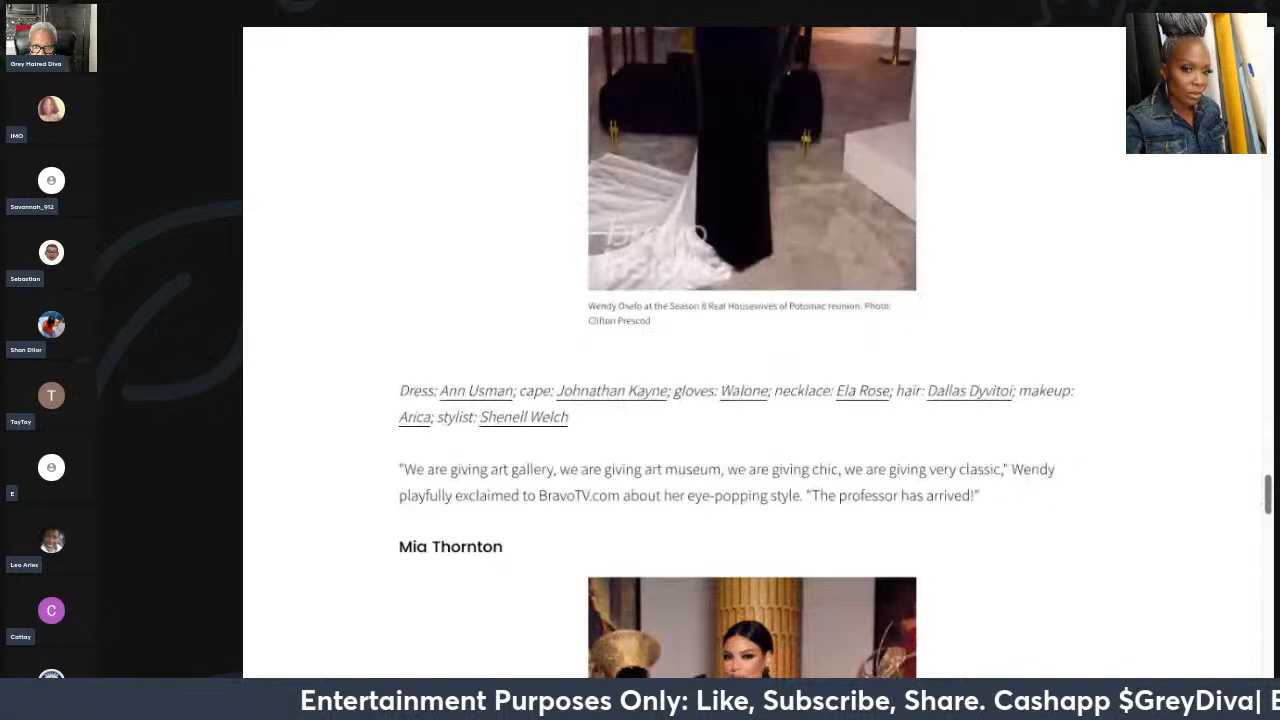 Grey Haired Diva
IMO
Savannah_912
Sebastian
Shan Dilor
T
TayTay
E
Leo Aries
C
Cattay
bravo
insider
Wendy Osefo at the Season 8 Real Housewives of Potomac reunion. Photo:
Clifton Prescod
Dress: Ann Usman; cape: Johnathan Kayne; gloves: Walone; necklace: Ela Rose; hair: Dallas Dyvitoi; makeup:
Arica; stylist: Shenell Welch
"We are giving art gallery, we are giving art museum, we are giving chic, we are giving very classic," Wendy
playfully exclaimed to BravoTV.com about her eye-popping style. "The professor has arrived!"
Mia Thornton
Entertainment Purposes Only: Like, Subscribe, Share. Cashapp $GreyDiva| E